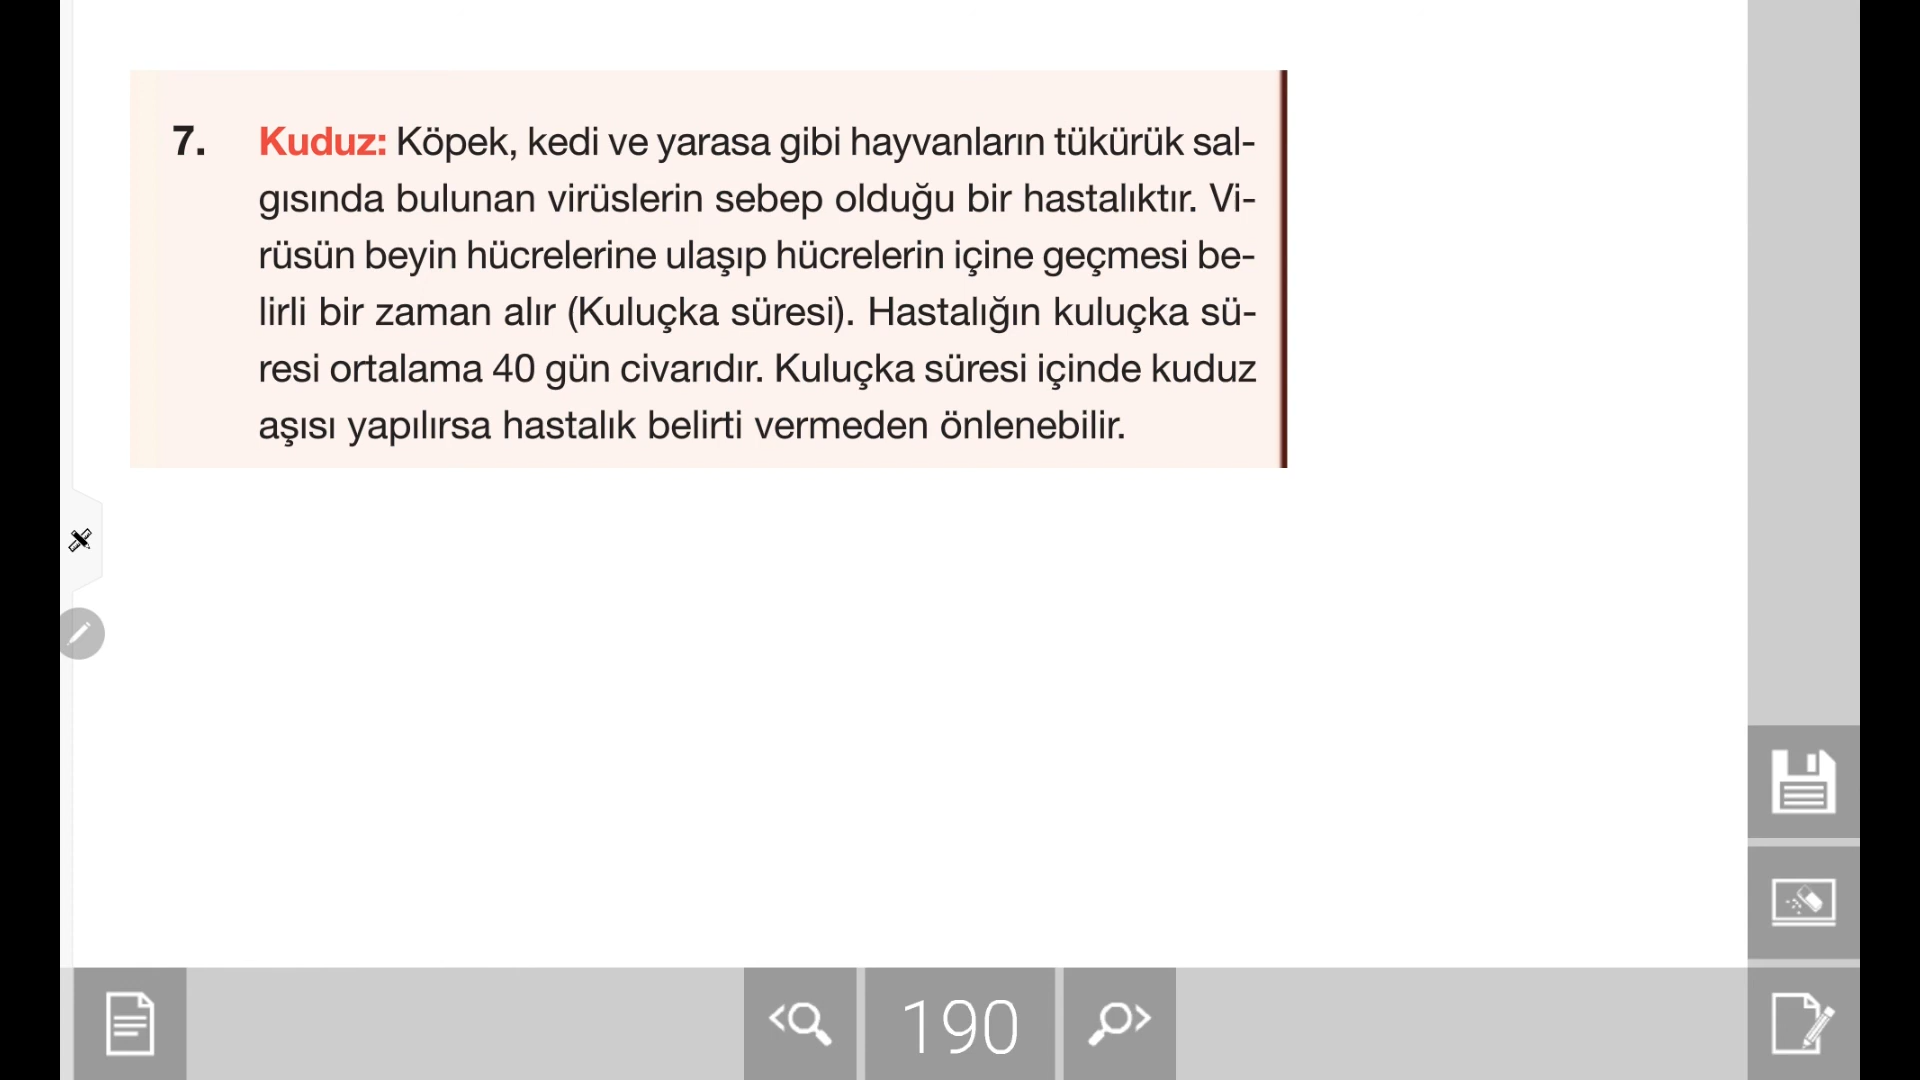 7. Kuduz: Köpek, kedi ve yarasa gibi hayvanların tükürük sal-
gısında bulunan virüslerin sebep olduğu bir hastalıktır. Vi-
rüsün beyin hücrelerine ulaşıp hücrelerin içine geçmesi be-
lirli bir zaman alır (Kuluçka süresi). Hastalığın kuluçka sü-
resi ortalama 40 gün civarıdır. Kuluçka süresi içinde kuduz
aşısı yapılırsa hastalık belirti vermeden önlenebilir.
190